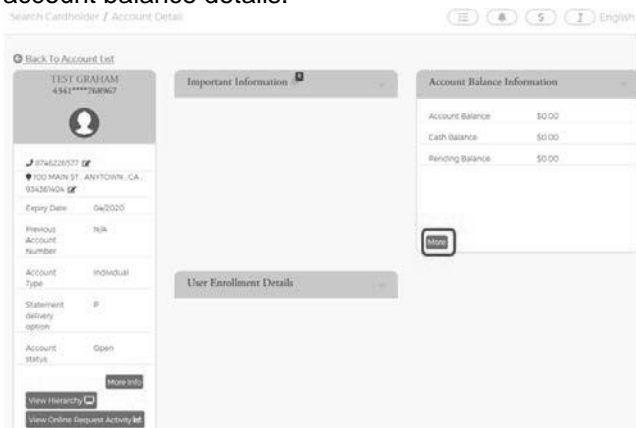 account balance details.
Search Cardholder / Account Detail
English
Back To Account List
TEST GRAHAM
4341****768967
8746226577
100 MAIN ST , ANYTOWN , CA ,
934361404
Expiry Date 04/2020
Previous Account Number N/A
Account Type Individual
Statement delivery option P
Account status Open
More Info
View Hierarchy
View Online Request Activity
Important Information
User Enrollment Details
Account Balance Information
Account Balance $0.00
Cash Balance $0.00
Pending Balance $0.00
More